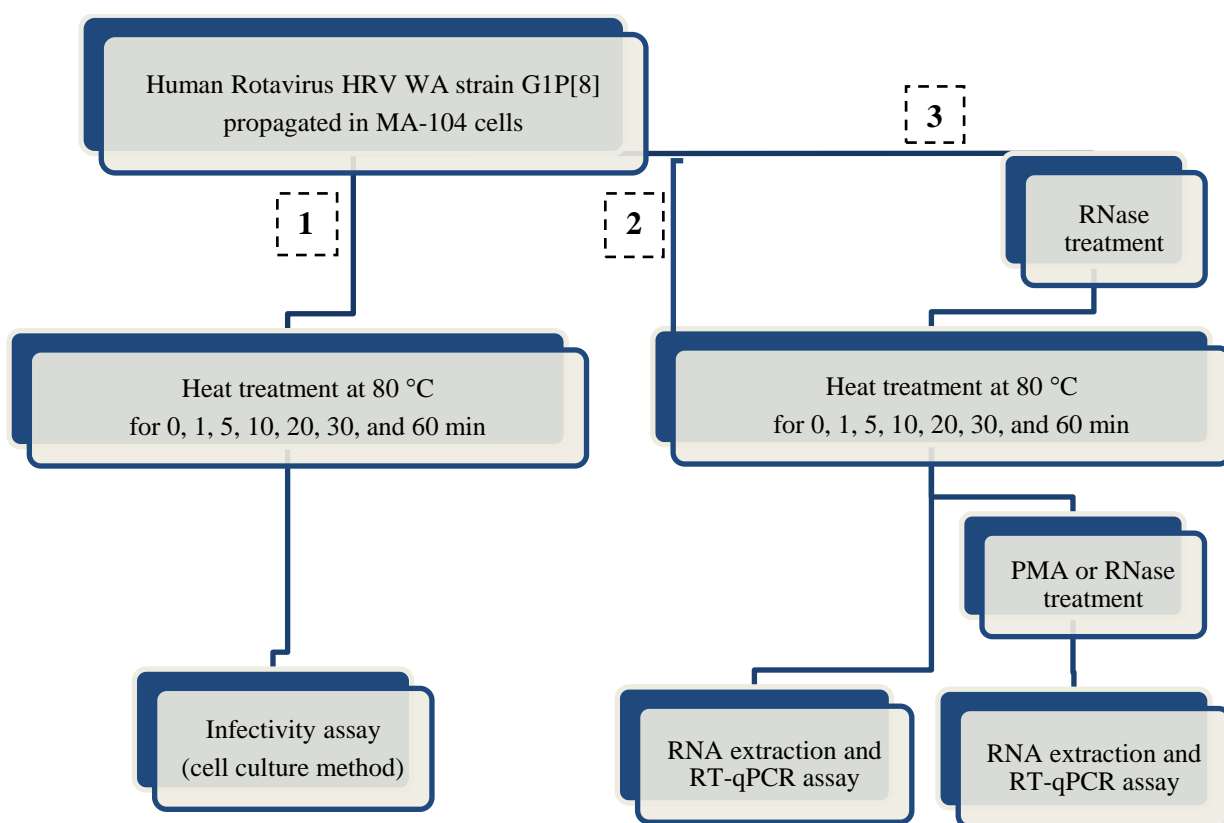 Human Rotavirus HRV WA strain G1P[8]
propagated in MA-104 cells
3
1
2
RNase
treatment
Heat treatment at 80 °C
for 0, 1, 5, 10, 20, 30, and 60 min
Heat treatment at 80 °C
for 0, 1, 5, 10, 20, 30, and 60 min
PMA or RNase
treatment
Infectivity assay
(cell culture method)
RNA extraction and
RT-qPCR assay
RNA extraction and
RT-qPCR assay